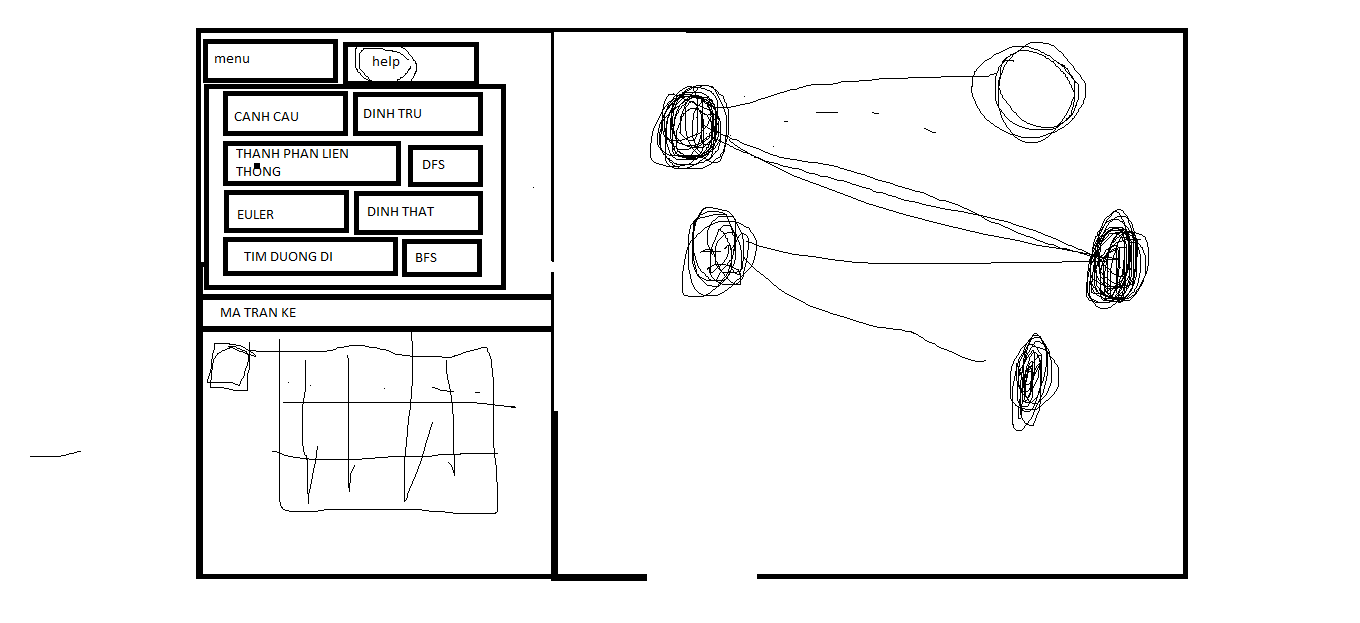 menu
help
CANH CAU
DINH TRU
THANH PHAN LIEN
THONG
DFS
EULER
DINH THAT
TIM DUONG DI
BFS
MA TRAN KE